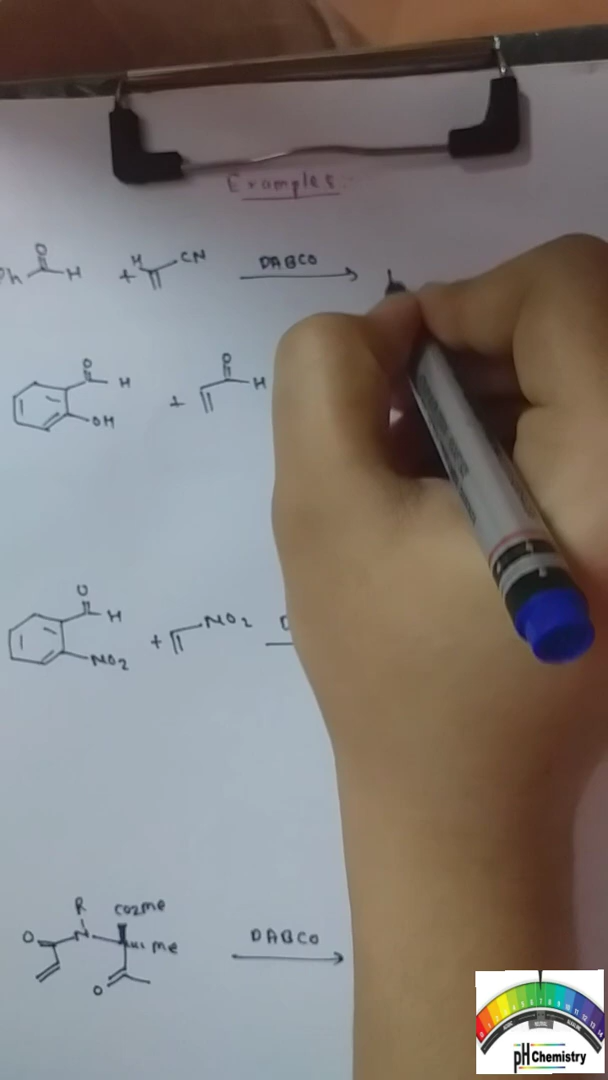 Examples:-
Ph O H + H CN DABCO
O H OH + O H
O H NO2 + NO2
R CO2Me
O N Me DABCO
O
pH Chemistry